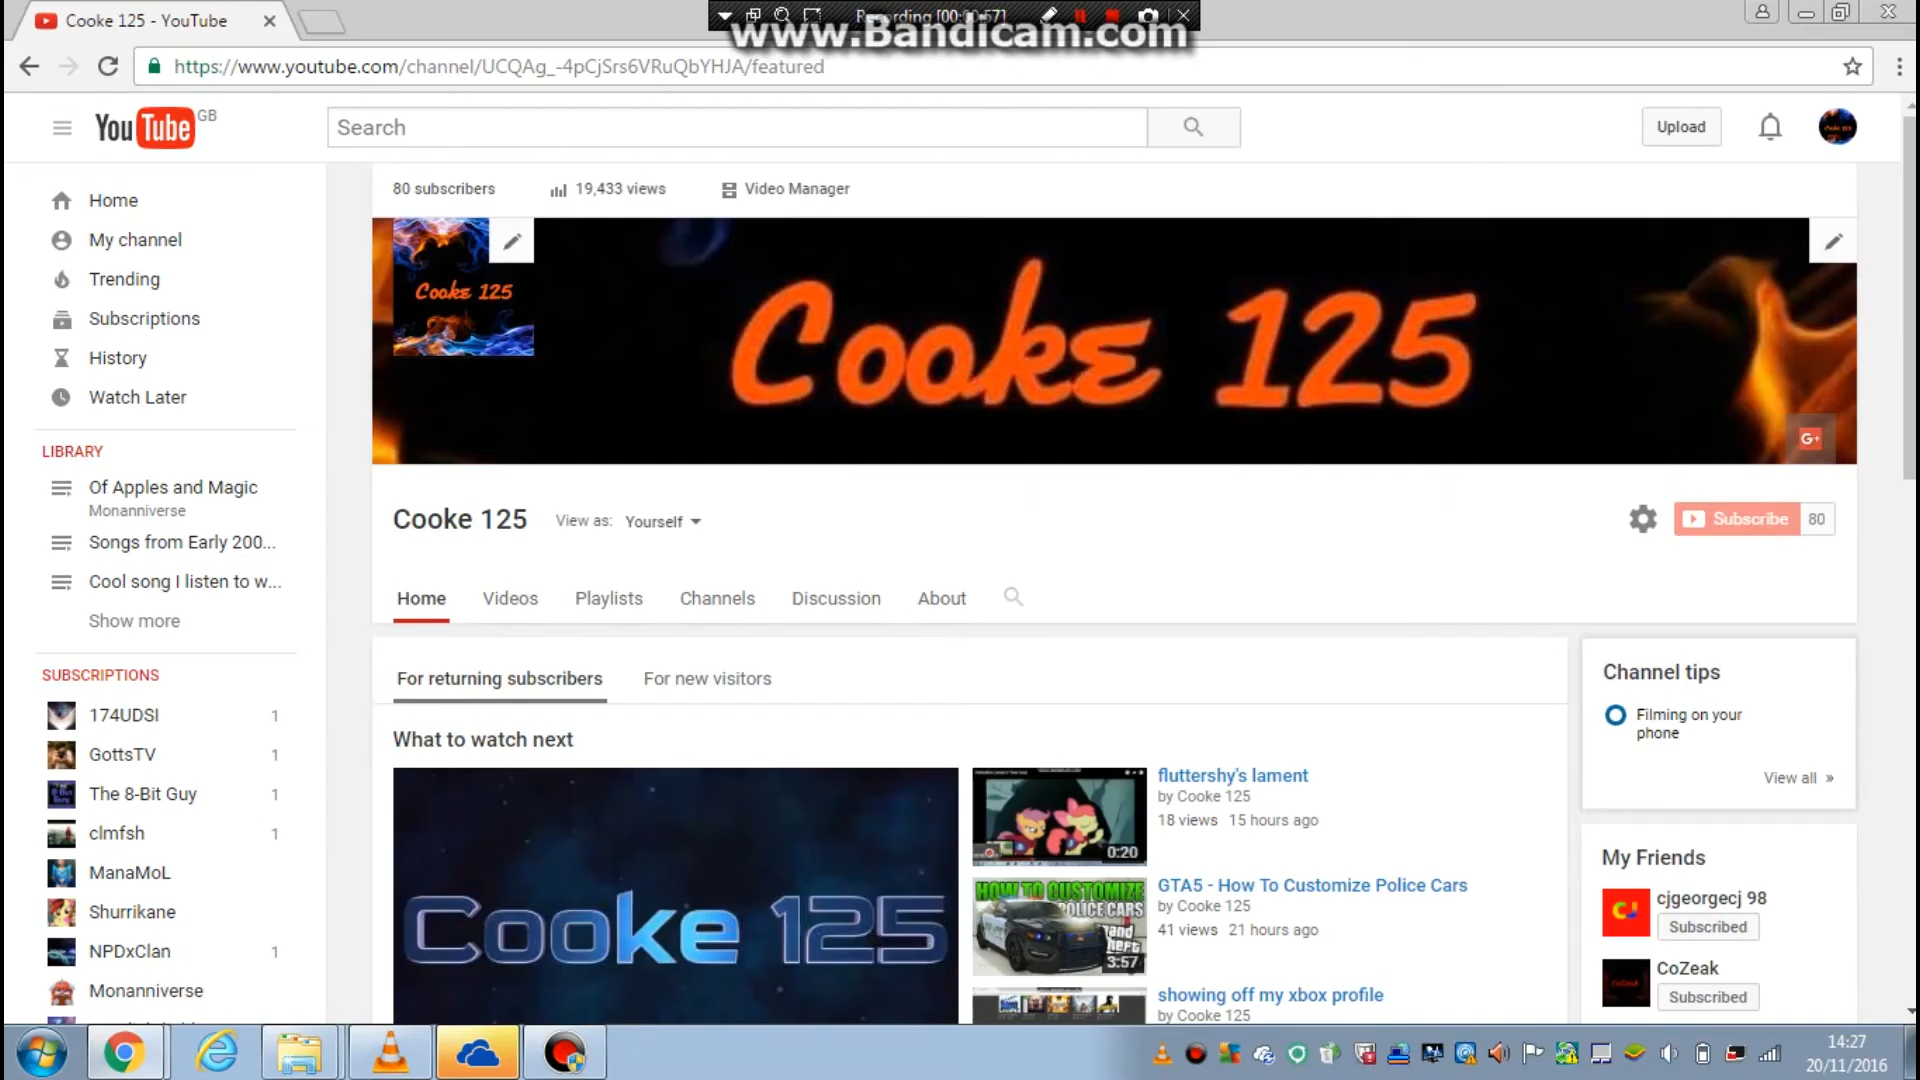 Cooke 125 - YouTube
Recording [00:00:57]
www.Bandicam.com
https://www.youtube.com/channel/UCQAg_-4pCjSrs6VRuQbYHJA/featured
YouTube GB
Search
Upload
80 subscribers
19,433 views
Video Manager
Home
My channel
Trending
Subscriptions
History
Watch Later
LIBRARY
Of Apples and Magic
Monanniverse
Songs from Early 200...
Cool song I listen to w...
Show more
SUBSCRIPTIONS
174UDSI 1
GottsTV 1
The 8-Bit Guy 1
clmfsh 1
ManaMoL
Shurrikane
NPDxClan 1
Monanniverse
Cooke 125
Cooke 125
G+
Cooke 125
View as: Yourself
Subscribe 80
Home
Videos
Playlists
Channels
Discussion
About
For returning subscribers
For new visitors
What to watch next
Cooke 125
0:20
fluttershy's lament
by Cooke 125
18 views 15 hours ago
HOW TO CUSTOMIZE
POLICE CARS
grand
theft
3:57
GTA5 - How To Customize Police Cars
by Cooke 125
41 views 21 hours ago
showing off my xbox profile
by Cooke 125
Channel tips
Filming on your
phone
View all »
My Friends
cjgeorgecj 98
Subscribed
CoZeak
Subscribed
14:27
20/11/2016